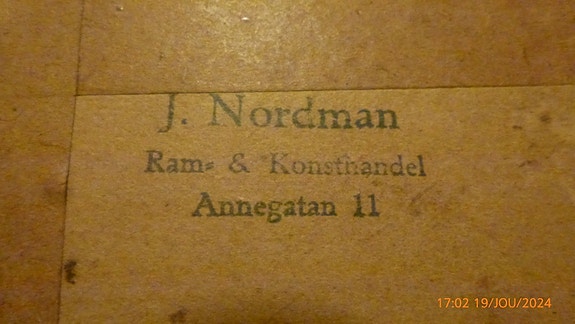 J. Nordman
Ram- & Konsthandel
Annegatan 11
17:02 19/JOU/2024